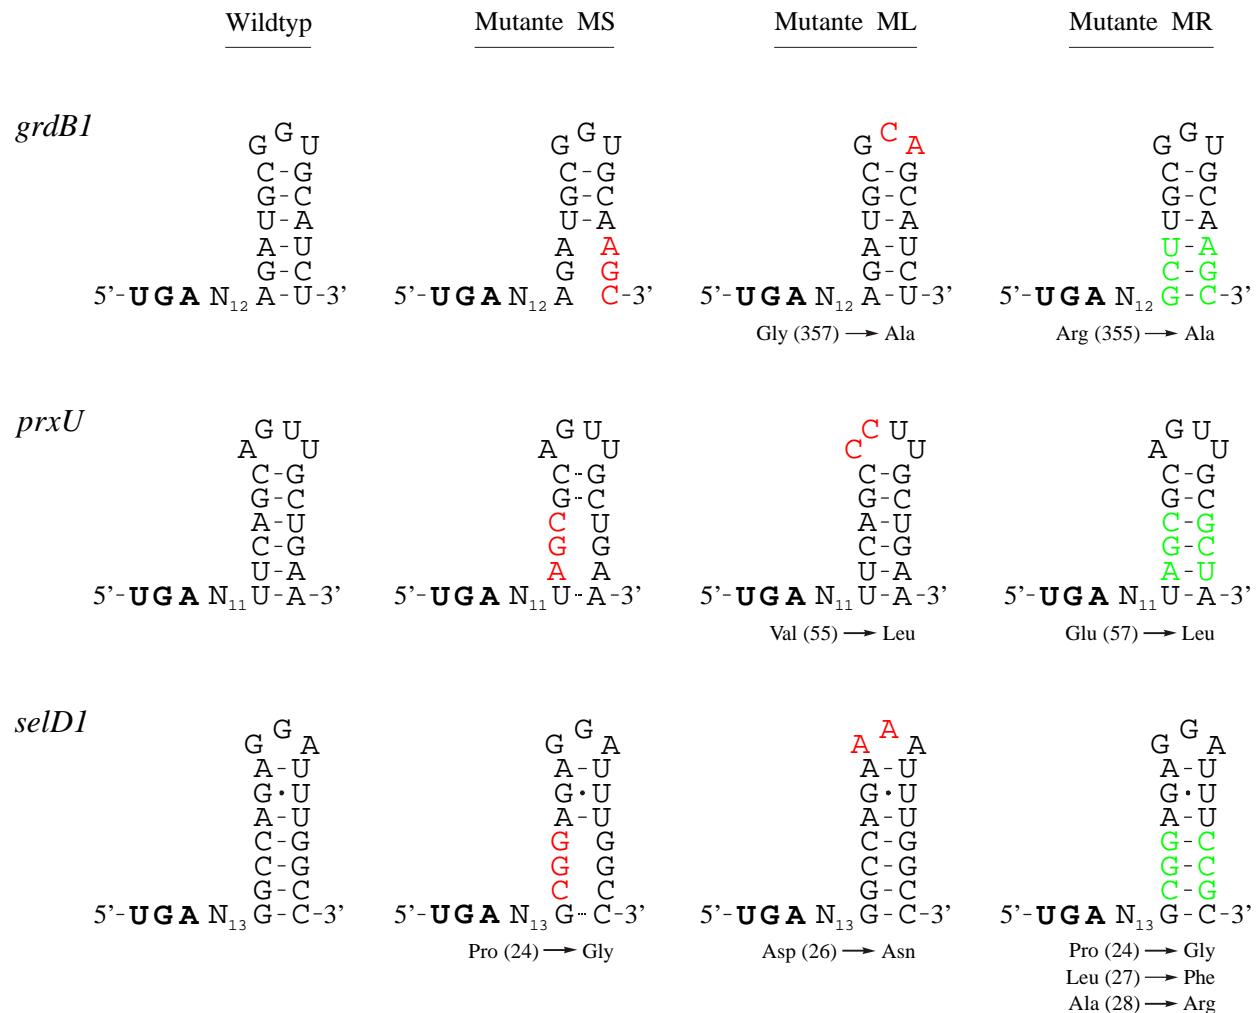 Wildtyp Mutante MS Mutante ML Mutante MR
grdB1
G G C G
G U G U G A G U
C-G C-G C-G C-G
G-C G-C G-C G-C
U-A U-A U-A U-A
A-U A A A-U U-A
G-C G G G-C C-G
5’-UGA N12 A-U-3’ 5’-UGA N12 A C-3’ 5’-UGA N12 A-U-3’ 5’-UGA N12 G-C-3’
Gly (357) → Ala Arg (355) → Ala
prxU
G U G U C U G U
A U A U C U A U
C-G C-G C-G C-G
G-C G-C G-C G-C
A-U C U A-U C-G
C-G G G C-G G-C
U-A A A U-A A-U
5’-UGA N11 U-A-3’ 5’-UGA N11 U-A-3’ 5’-UGA N11 U-A-3’ 5’-UGA N11 U-A-3’
Val (55) → Leu Glu (57) → Leu
selD1
G G A G
G A G A A A G A
A-U A-U A-U A-U
G•U G•U G•U G•U
A-U A-U A-U A-U
C-G G G C-G G-C
C-G G G C-G G-C
G-C C C G-C C-G
5’-UGA N13 G-C-3’ 5’-UGA N13 G-C-3’ 5’-UGA N13 G-C-3’ 5’-UGA N13 G-C-3’
Pro (24) → Gly Asp (26) → Asn Pro (24) → Gly
Leu (27) → Phe
Ala (28) → Arg